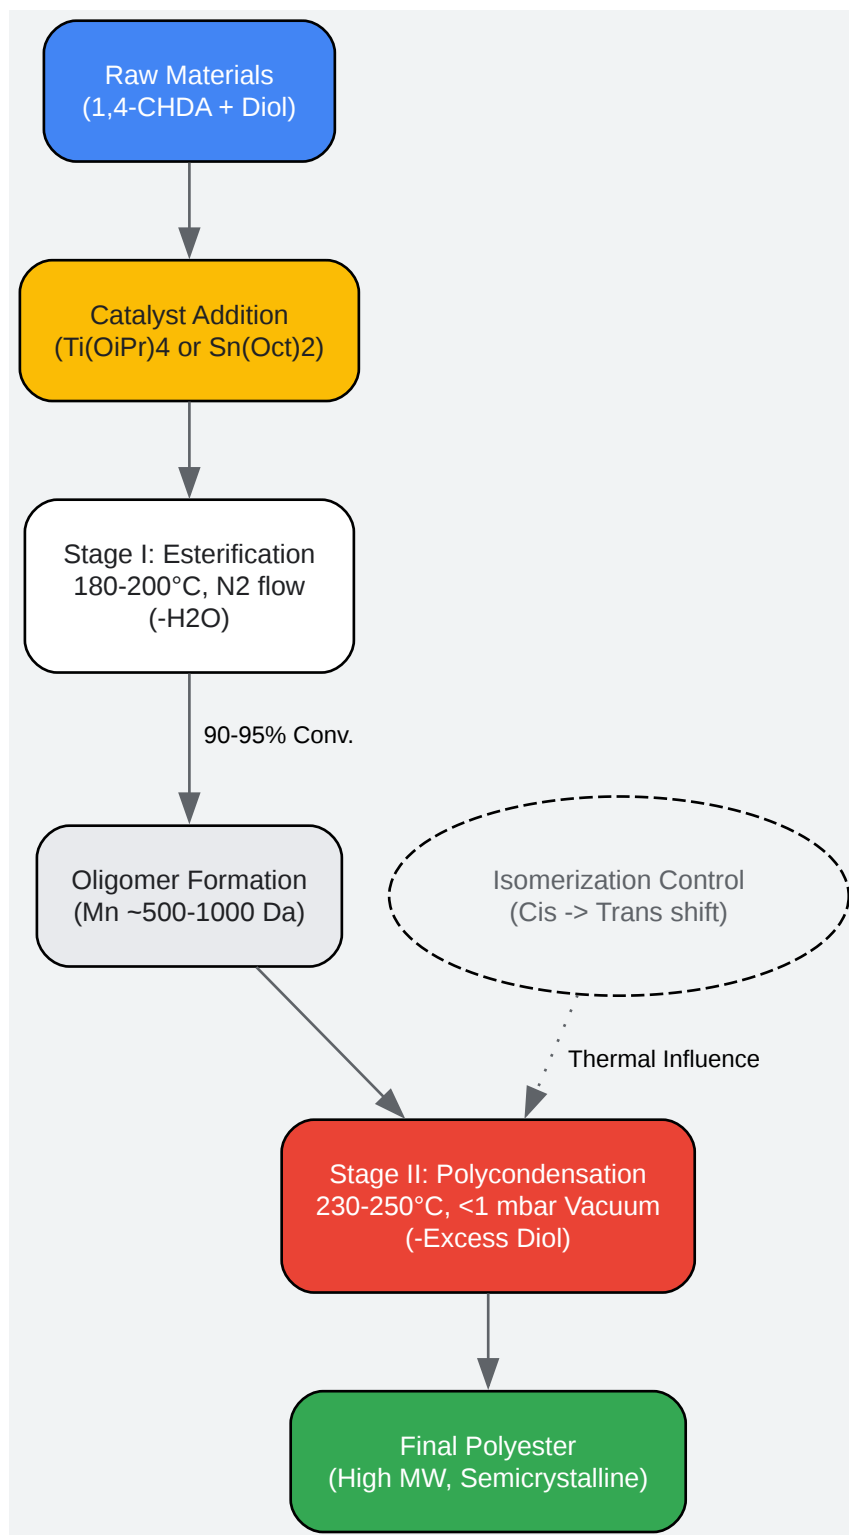 Raw Materials
(1,4-CHDA + Diol)
Catalyst Addition
(Ti(OiPr)4 or Sn(Oct)2)
Stage I: Esterification
180-200°C, N2 flow
(-H2O)
90-95% Conv.
Oligomer Formation
(Mn ~500-1000 Da)
Isomerization Control
(Cis -> Trans shift)
Thermal Influence
Stage II: Polycondensation
230-250°C, <1 mbar Vacuum
(-Excess Diol)
Final Polyester
(High MW, Semicrystalline)